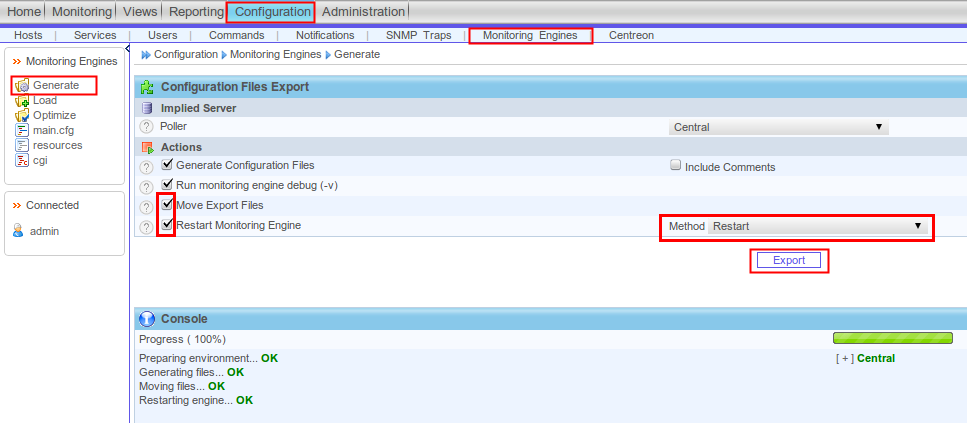 Home Monitoring Views Reporting Configuration Administration
Hosts | Services | Users | Commands | Notifications | SNMP Traps | Monitoring Engines | Centreon
Monitoring Engines
Generate
Load
Optimize
main.cfg
resources
cgi
Connected
admin
Configuration Monitoring Engines Generate
Configuration Files Export
Implied Server
? Poller Central
Actions
? Generate Configuration Files Include Comments
? Run monitoring engine debug (-v)
? Move Export Files
? Restart Monitoring Engine Method Restart
Export
Console
Progress ( 100%)
Preparing environment... OK [ + ] Central
Generating files... OK
Moving files... OK
Restarting engine... OK